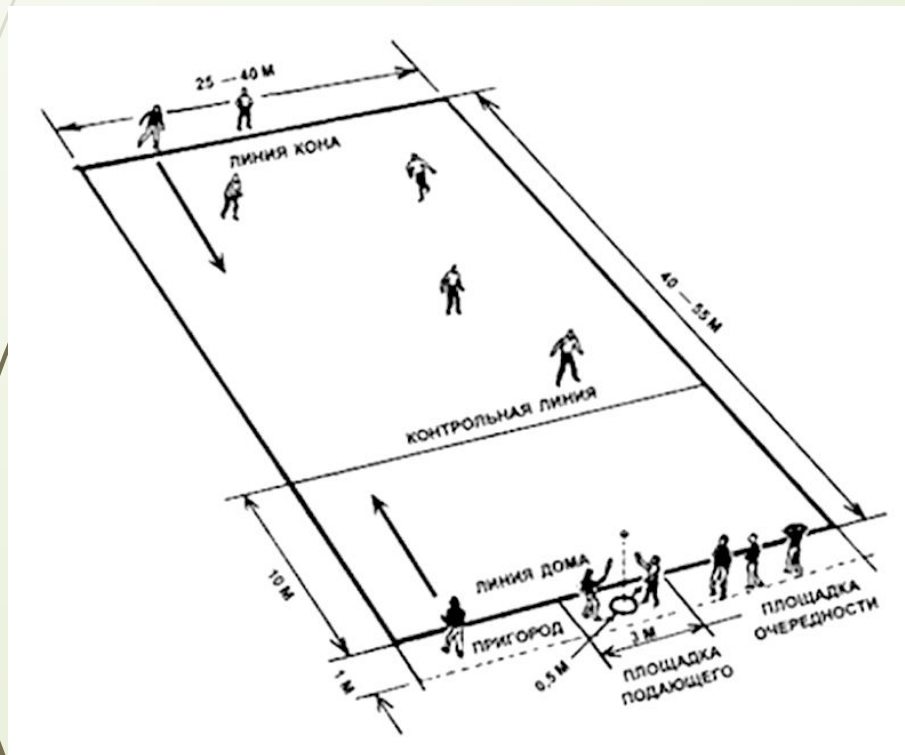 25 — 40 М
ЛИНИЯ КОНА
40 — 55 М
КОНТРОЛЬНАЯ ЛИНИЯ
10 М
ЛИНИЯ ДОМА
ПРИГОРОД
3 М
0,5 М
1 М
ПЛОЩАДКА
ПОДАЮЩЕГО
ПЛОЩАДКА
ОЧЕРЕДНОСТИ